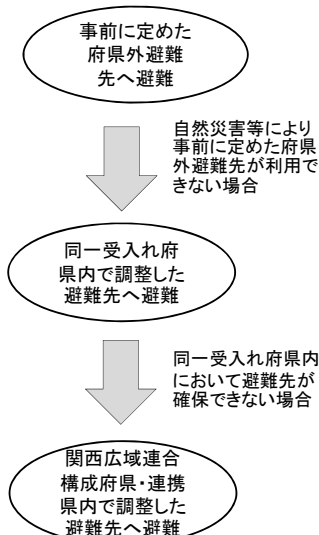 事前に定めた
府県外避難
先へ避難
自然災害等により
事前に定めた府県
外避難先が利用で
きない場合
同一受入れ府
県内で調整した
避難先へ避難
同一受入れ府県内
において避難先が
確保できない場合
関西広域連合
構成府県・連携
県内で調整した
避難先へ避難